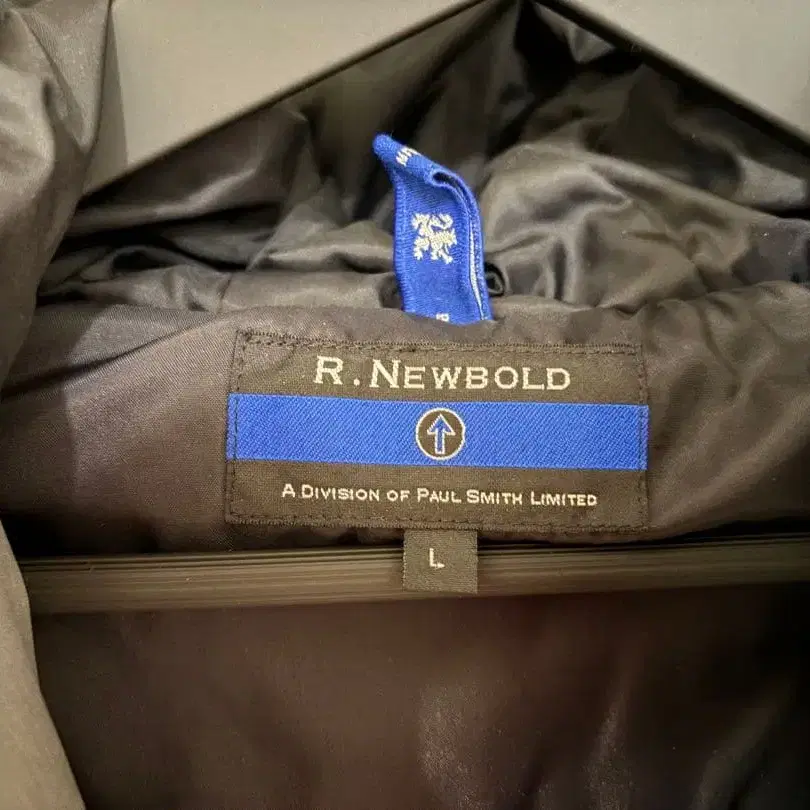 R. NEWBOLD
A DIVISION OF PAUL SMITH LIMITED
L